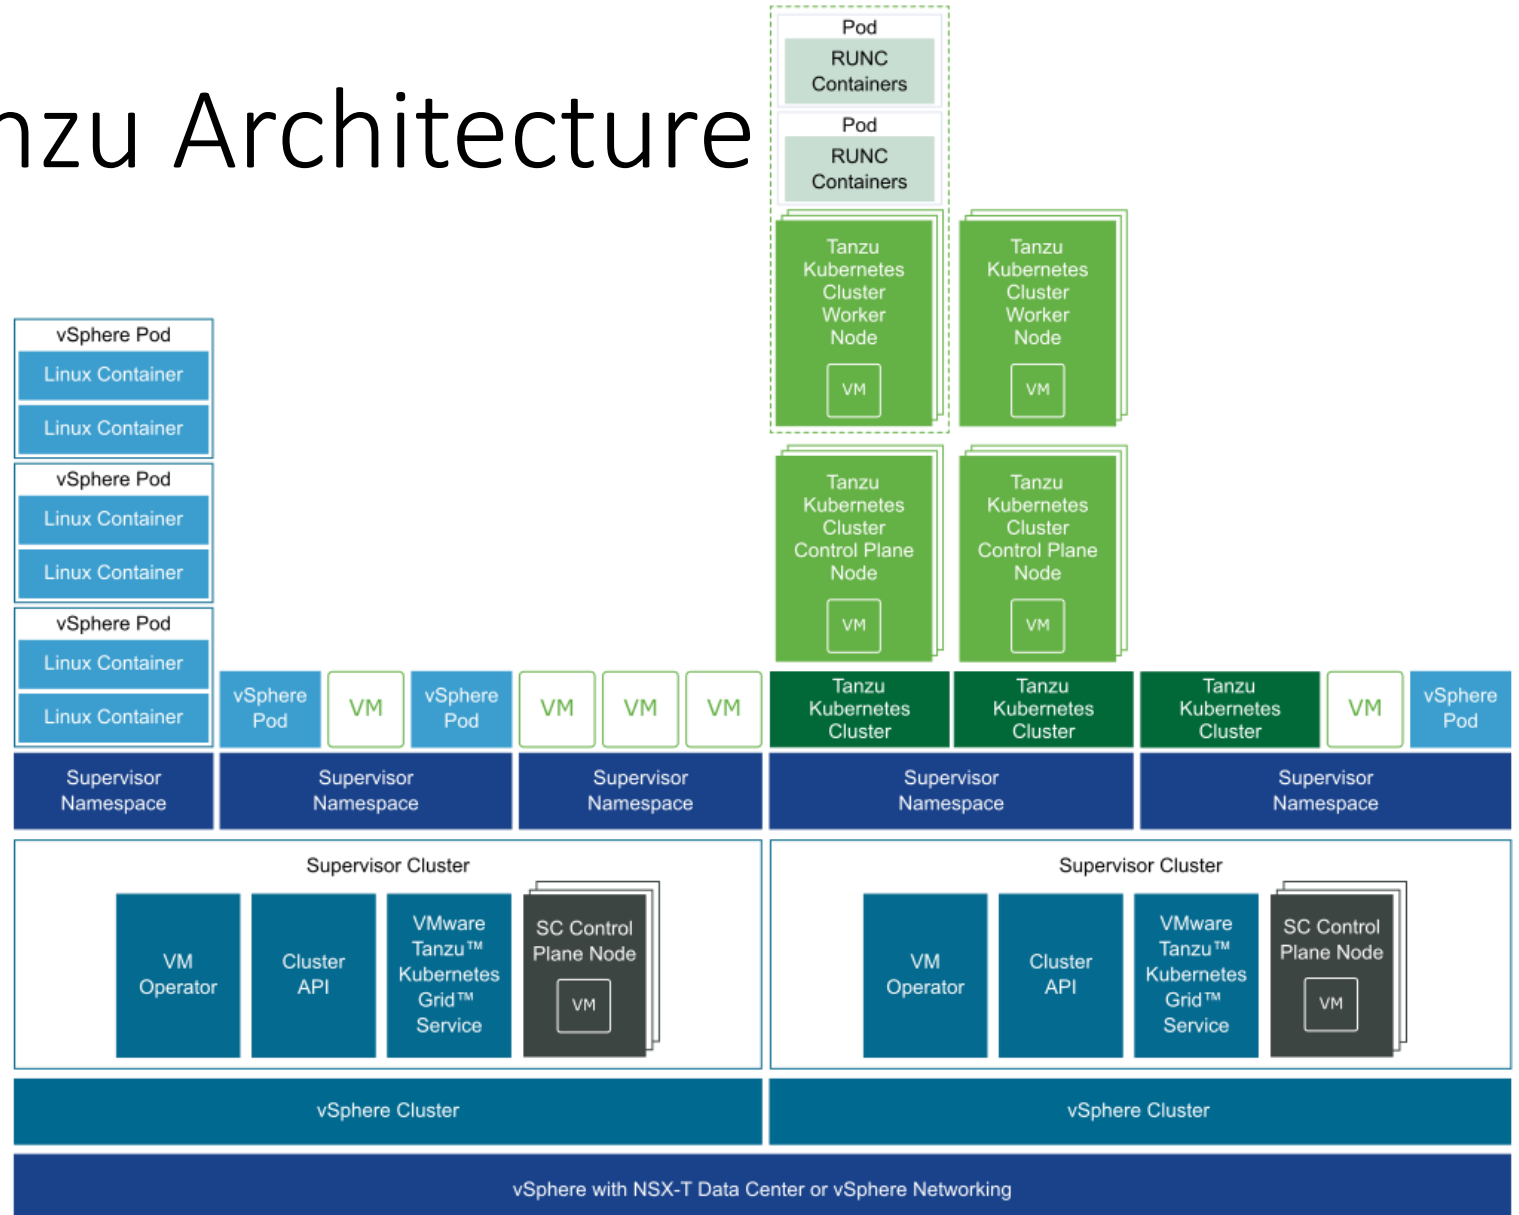 nzu Architecture
Pod
RUNC
Containers
Pod
RUNC
Containers
Tanzu
Kubernetes
Cluster
Worker
Node
VM
Tanzu
Kubernetes
Cluster
Worker
Node
VM
vSphere Pod
Linux Container
Linux Container
vSphere Pod
Linux Container
Linux Container
vSphere Pod
Linux Container
Linux Container
Tanzu
Kubernetes
Cluster
Control Plane
Node
VM
Tanzu
Kubernetes
Cluster
Control Plane
Node
VM
vSphere
Pod
VM
vSphere
Pod
VM
VM
VM
Tanzu
Kubernetes
Cluster
Tanzu
Kubernetes
Cluster
Tanzu
Kubernetes
Cluster
VM
vSphere
Pod
Supervisor
Namespace
Supervisor
Namespace
Supervisor
Namespace
Supervisor
Namespace
Supervisor
Namespace
Supervisor Cluster
VM
Operator
Cluster
API
VMware
Tanzu™
Kubernetes
Grid™
Service
SC Control
Plane Node
VM
Supervisor Cluster
VM
Operator
Cluster
API
VMware
Tanzu™
Kubernetes
Grid™
Service
SC Control
Plane Node
VM
vSphere Cluster
vSphere Cluster
vSphere with NSX-T Data Center or vSphere Networking